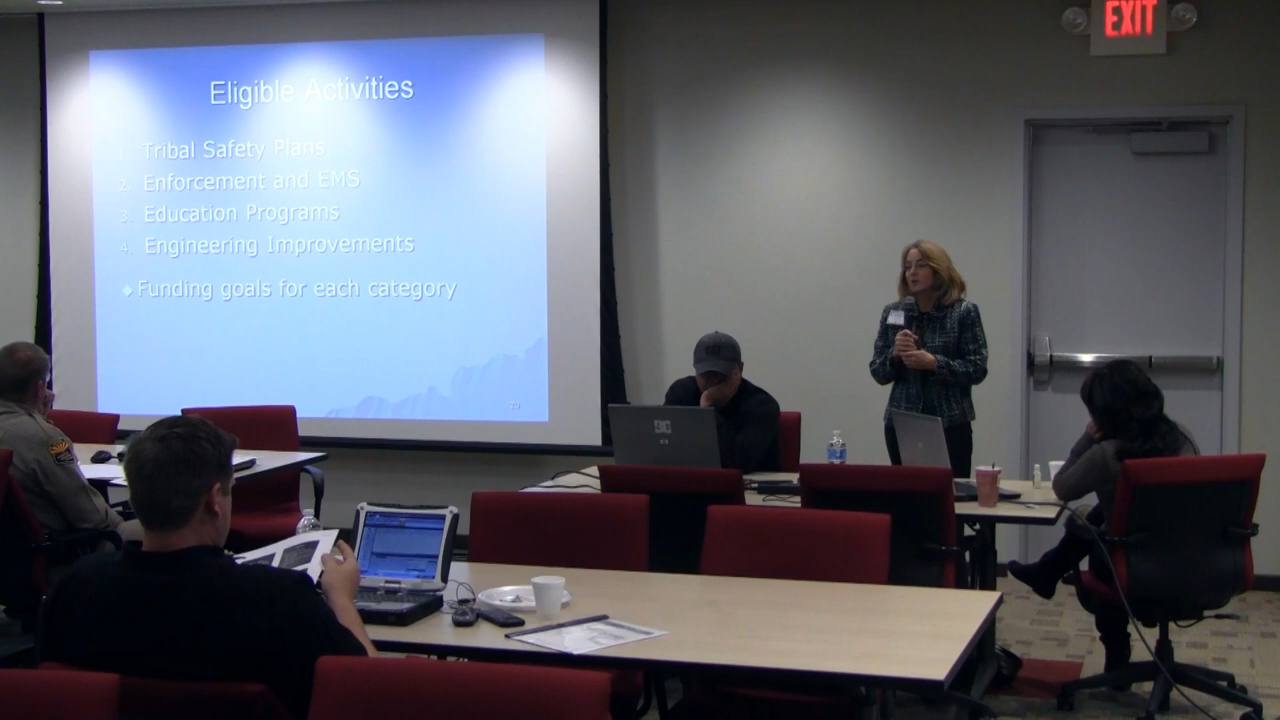 EXIT
Eligible Activities
1. Tribal Safety Plans
2. Enforcement and EMS
3. Education Programs
4. Engineering Improvements
Funding goals for each category